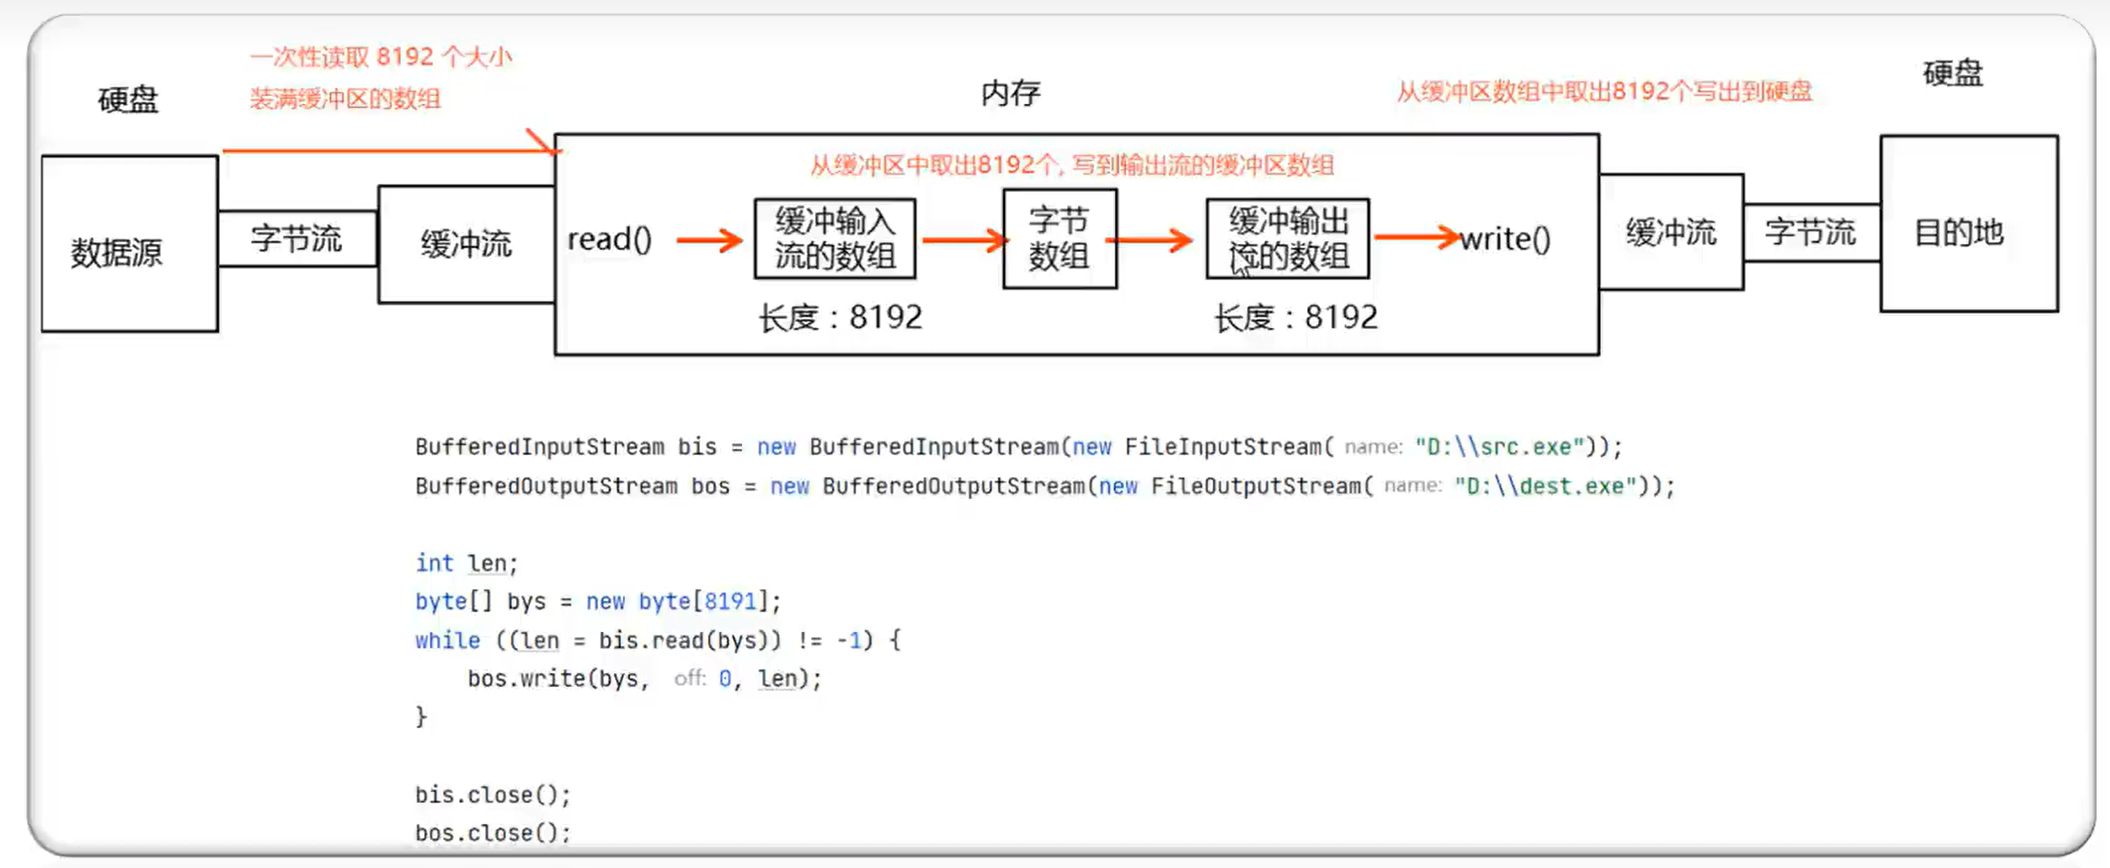 一次性读取 8192 个大小
装满缓冲区的数组
硬盘
内存
从缓冲区数组中取出8192个写出到硬盘
硬盘
从缓冲区中取出8192个, 写到输出流的缓冲区数组
数据源
字节流
缓冲流
read()
缓冲输入
流的数组
长度：8192
字节
数组
缓冲输出
流的数组
长度：8192
write()
缓冲流
字节流
目的地
BufferedInputStream bis = new BufferedInputStream(new FileInputStream( name: "D:\\src.exe"));
BufferedOutputStream bos = new BufferedOutputStream(new FileOutputStream( name: "D:\\dest.exe"));
int len;
byte[] bys = new byte[8191];
while ((len = bis.read(bys)) != -1) {
bos.write(bys, off: 0, len);
}
bis.close();
bos.close();